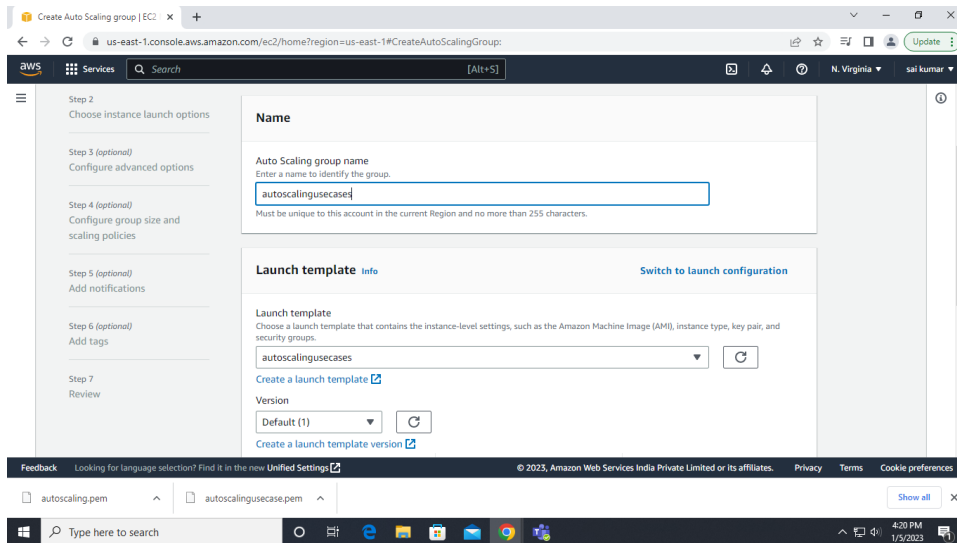 Create Auto Scaling group | EC2
us-east-1.console.aws.amazon.com/ec2/home?region=us-east-1#CreateAutoScalingGroup:
Update
aws
Services
Search
[Alt+S]
N. Virginia
sai kumar
Step 2
Choose instance launch options
Step 3 (optional)
Configure advanced options
Step 4 (optional)
Configure group size and
scaling policies
Step 5 (optional)
Add notifications
Step 6 (optional)
Add tags
Step 7
Review
Name
Auto Scaling group name
Enter a name to identify the group.
autoscalingusecases
Must be unique to this account in the current Region and no more than 255 characters.
Launch template Info
Switch to launch configuration
Launch template
Choose a launch template that contains the instance-level settings, such as the Amazon Machine Image (AMI), instance type, key pair, and
security groups.
autoscalingusecases
Create a launch template
Version
Default (1)
Create a launch template version
Feedback
Looking for language selection? Find it in the new Unified Settings
© 2023, Amazon Web Services India Private Limited or its affiliates.
Privacy
Terms
Cookie preferences
autoscaling.pem
autoscalingusecase.pem
Show all
Type here to search
4:20 PM
1/5/2023